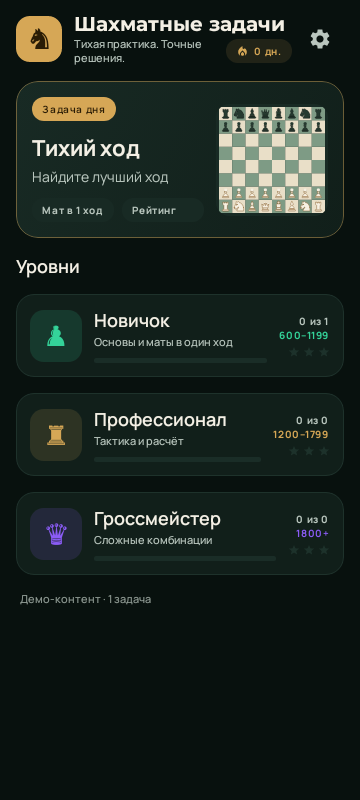 Шахматные задачи
Тихая практика. Точные
решения.
0 дн.
Задача дня
Тихий ход
Найдите лучший ход
Мат в 1 ход
Рейтинг
Уровни
Новичок
Основы и маты в один ход
0 из 1
600–1199
Профессионал
Тактика и расчёт
0 из 0
1200–1799
Гроссмейстер
Сложные комбинации
0 из 0
1800+
Демо-контент · 1 задача